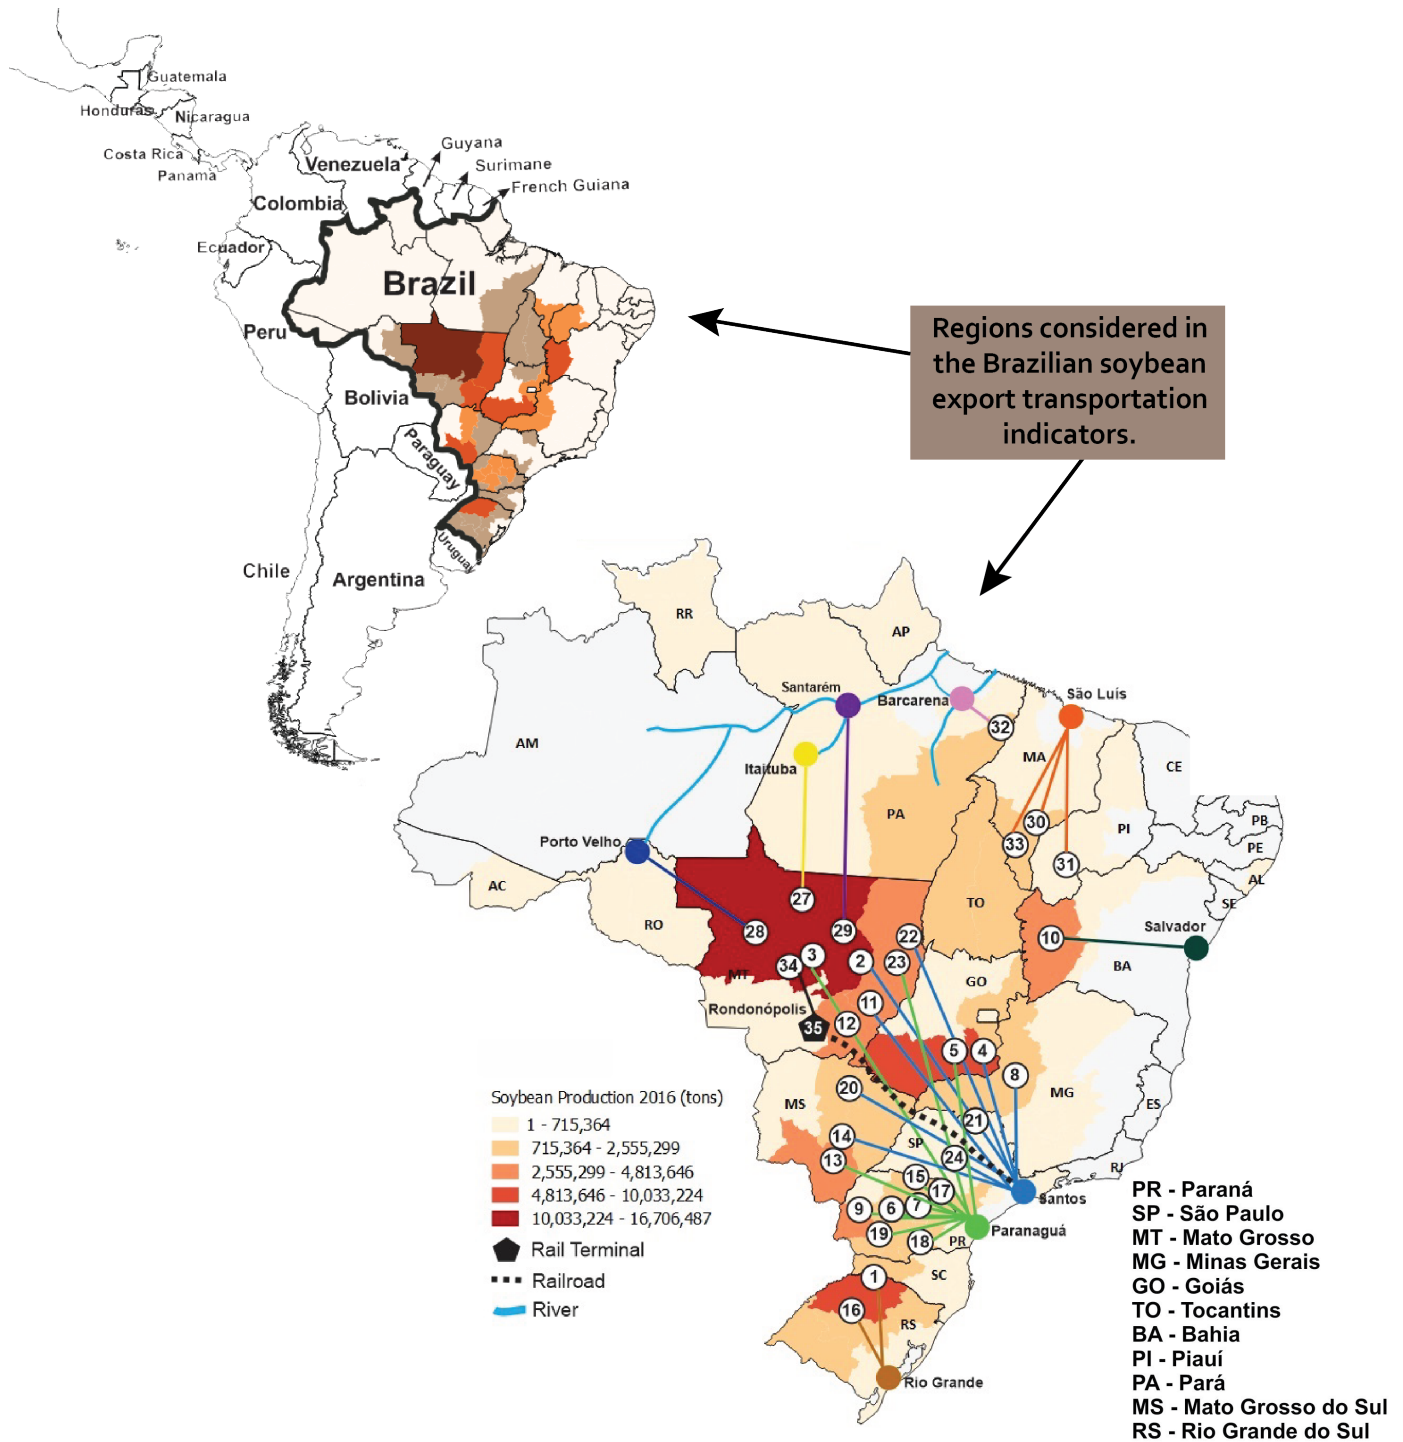 Guatemala
Honduras
Nicaragua
Costa Rica
Panama
Venezuela
Guyana
Surimane
French Guiana
Colombia
Ecuador
Brazil
Peru
Bolivia
Paraguay
Uruguay
Chile
Argentina
Regions considered in
the Brazilian soybean
export transportation
indicators.
RR
AP
Santarém
Barcarena
São Luís
32
AM
Itaituba
MA
CE
PA
30
PI
PB
Porto Velho
33
PE
31
AC
27
TO
AL
SE
RO
28
29
22
10
Salvador
34
3
2
23
BA
MT
GO
Rondonópolis
11
35
12
5
4
8
20
MS
MG
ES
21
14
SP
13
24
RJ
15
17
Santos
9
6
7
19
18
PR
Paranaguá
1
SC
16
RS
Rio Grande
Soybean Production 2016 (tons)
1 - 715,364
715,364 - 2,555,299
2,555,299 - 4,813,646
4,813,646 - 10,033,224
10,033,224 - 16,706,487
Rail Terminal
Railroad
River
PR - Paraná
SP - São Paulo
MT - Mato Grosso
MG - Minas Gerais
GO - Goiás
TO - Tocantins
BA - Bahia
PI - Piauí
PA - Pará
MS - Mato Grosso do Sul
RS - Rio Grande do Sul